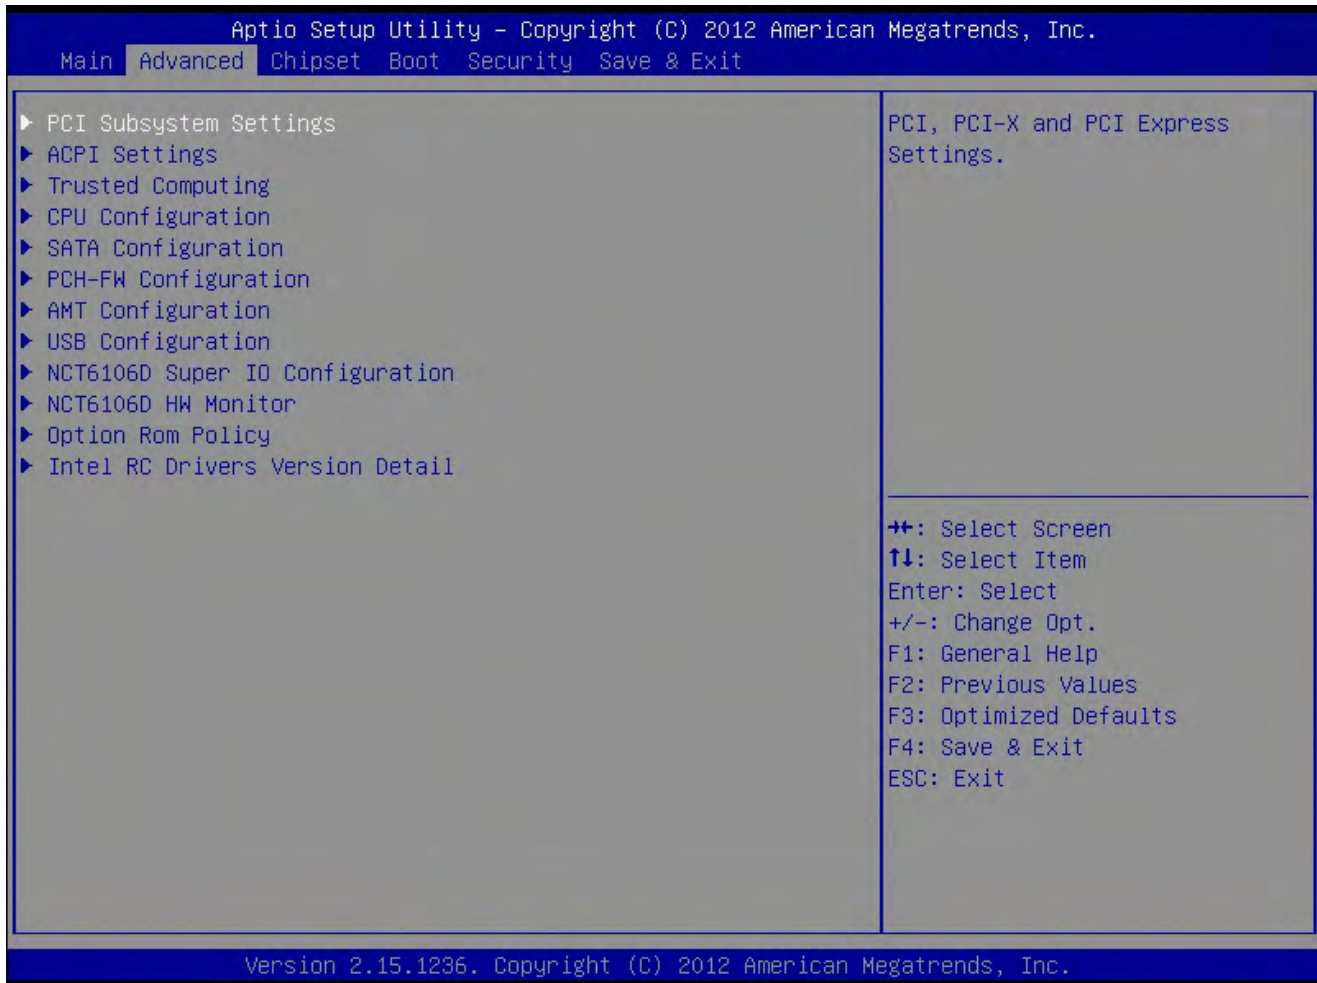 Aptio Setup Utility – Copyright (C) 2012 American Megatrends, Inc.
Main Advanced Chipset Boot Security Save & Exit
▶ PCI Subsystem Settings
▶ ACPI Settings
▶ Trusted Computing
▶ CPU Configuration
▶ SATA Configuration
▶ PCH-FW Configuration
▶ AMT Configuration
▶ USB Configuration
▶ NCT6106D Super IO Configuration
▶ NCT6106D HW Monitor
▶ Option Rom Policy
▶ Intel RC Drivers Version Detail
PCI, PCI-X and PCI Express
Settings.
→←: Select Screen
↑↓: Select Item
Enter: Select
+/-: Change Opt.
F1: General Help
F2: Previous Values
F3: Optimized Defaults
F4: Save & Exit
ESC: Exit
Version 2.15.1236. Copyright (C) 2012 American Megatrends, Inc.